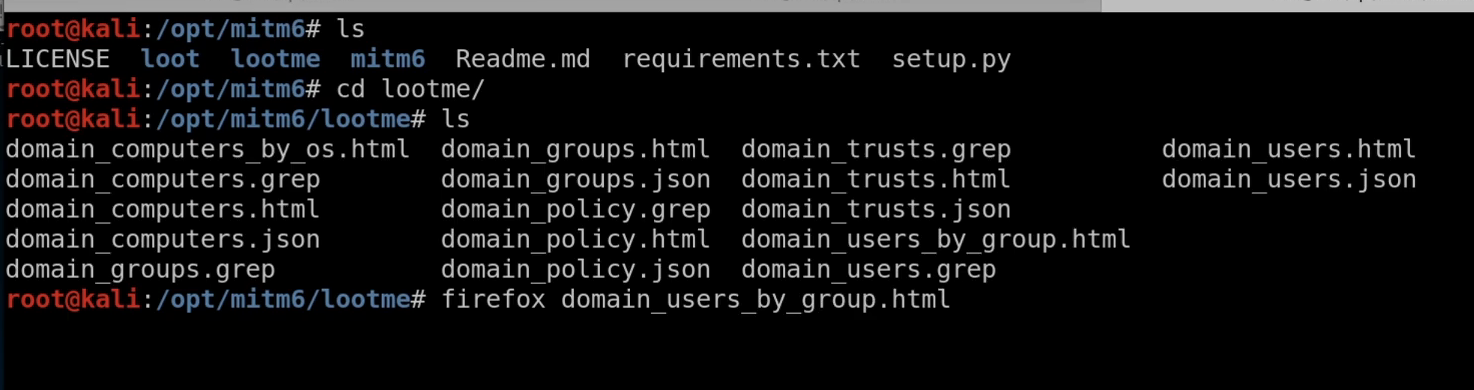 root@kali:/opt/mitm6# ls
LICENSE  loot  lootme  mitm6  Readme.md  requirements.txt  setup.py
root@kali:/opt/mitm6# cd lootme/
root@kali:/opt/mitm6/lootme# ls
domain_computers_by_os.html  domain_groups.html  domain_trusts.grep          domain_users.html
domain_computers.grep        domain_groups.json  domain_trusts.html          domain_users.json
domain_computers.html        domain_policy.grep  domain_trusts.json
domain_computers.json        domain_policy.html  domain_users_by_group.html
domain_groups.grep           domain_policy.json  domain_users.grep
root@kali:/opt/mitm6/lootme# firefox domain_users_by_group.html